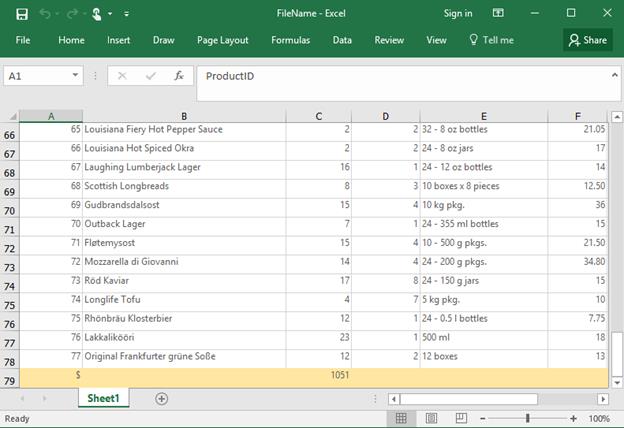 FileName - Excel Sign in
File Home Insert Draw Page Layout Formulas Data Review View Tell me Share
A1 fx ProductID
A B C D E F
66 65 Louisiana Fiery Hot Pepper Sauce 2 2 32 - 8 oz bottles 21.05
67 66 Louisiana Hot Spiced Okra 2 2 24 - 8 oz jars 17
68 67 Laughing Lumberjack Lager 16 1 24 - 12 oz bottles 14
69 68 Scottish Longbreads 8 3 10 boxes x 8 pieces 12.50
70 69 Gudbrandsdalsost 15 4 10 kg pkg. 36
71 70 Outback Lager 7 1 24 - 355 ml bottles 15
72 71 Fløtemysost 15 4 10 - 500 g pkgs. 21.50
73 72 Mozzarella di Giovanni 14 4 24 - 200 g pkgs. 34.80
74 73 Röd Kaviar 17 8 24 - 150 g jars 15
75 74 Longlife Tofu 4 7 5 kg pkg. 10
76 75 Rhönbräu Klosterbier 12 1 24 - 0.5 l bottles 7.75
77 76 Lakkalikööri 23 1 500 ml 18
78 77 Original Frankfurter grüne Soße 12 2 12 boxes 13
79 $ 1051
Sheet1
Ready 100%